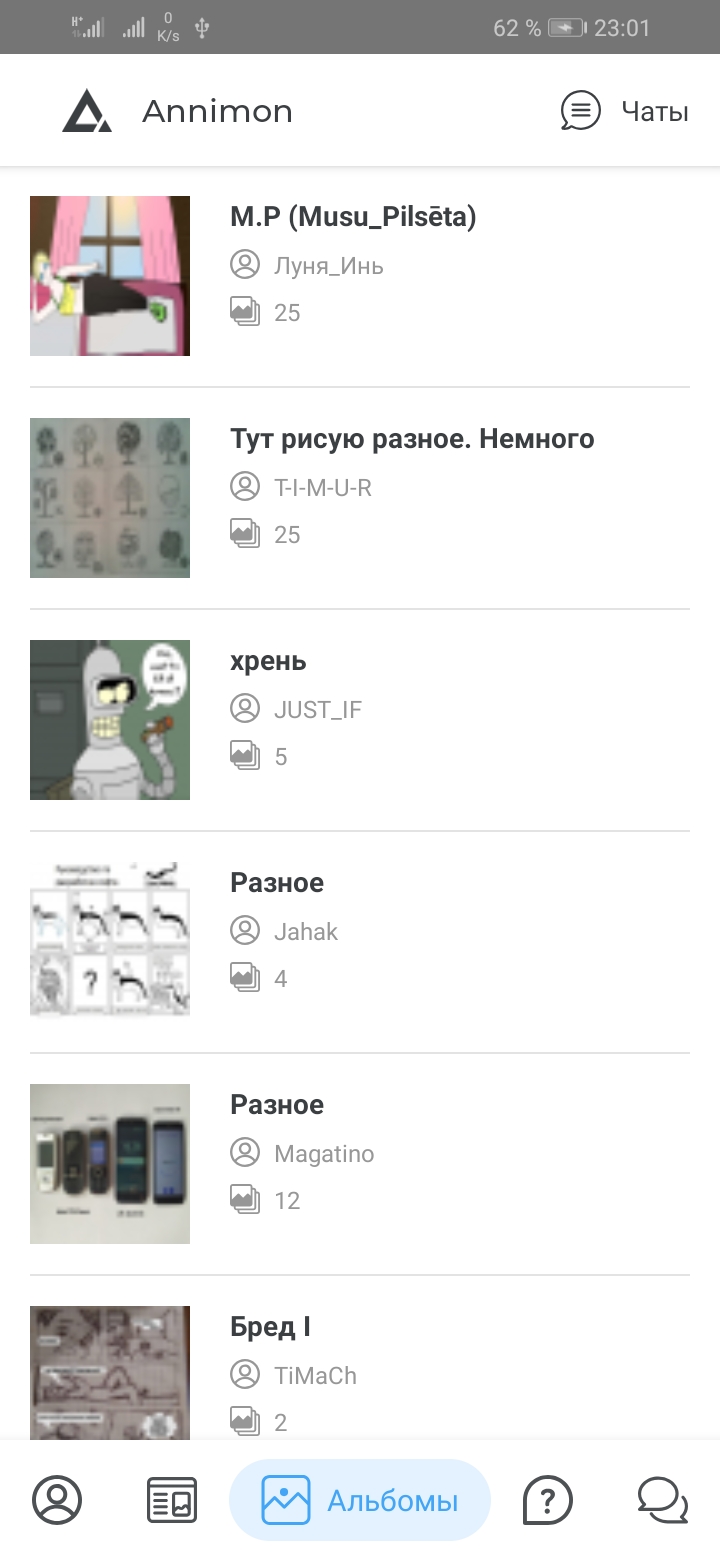 H+ 0 K/s 62 % 23:01
Annimon Чаты
M.P (Musu_Pilsēta)
Луня_Инь
25
Тут рисую разное. Немного
T-I-M-U-R
25
хрень
JUST_IF
5
Разное
Jahak
4
Разное
Magatino
12
Бред I
TiMaCh
2
Альбомы